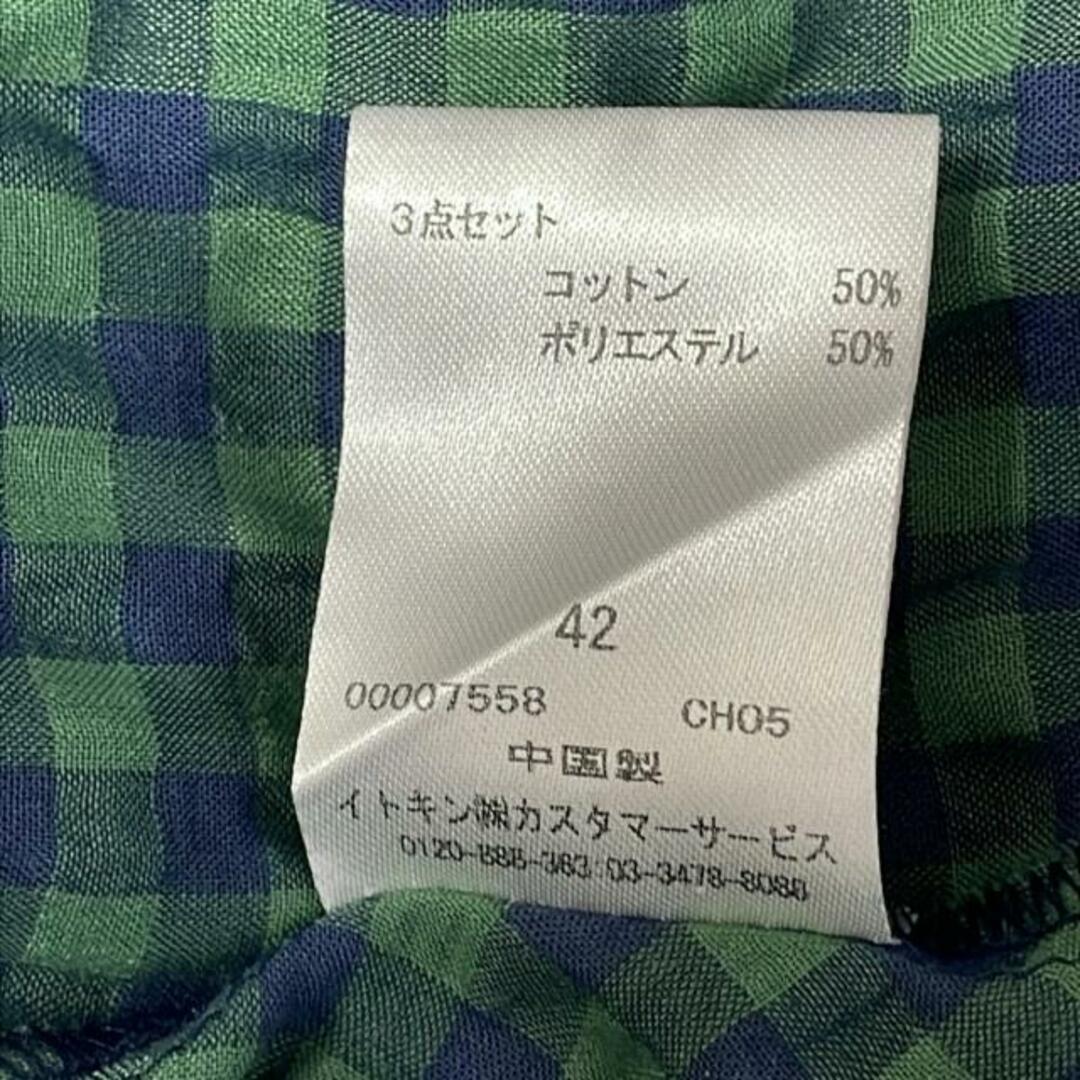 3点セット
コットン 50%
ポリエステル 50%
42
00007558 CH05
中国製
イトキン㈱カスタマーサービス
0120-888-363 03-3478-8088